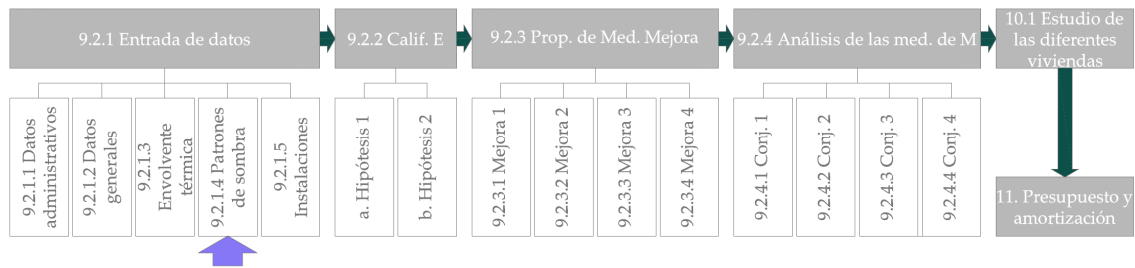 9.2.1 Entrada de datos
9.2.2 Calif. E
9.2.3 Prop. de Med. Mejora
9.2.4 Análisis de las med. de M
10.1 Estudio de
las diferentes
viviendas
9.2.1.1 Datos
administrativos
9.2.1.2 Datos
generales
9.2.1.3
Envolvente
térmica
9.2.1.4 Patrones
de sombra
9.2.1.5
Instalaciones
a. Hipótesis 1
b. Hipótesis 2
9.2.3.1 Mejora 1
9.2.3.2 Mejora 2
9.2.3.3 Mejora 3
9.2.3.4 Mejora 4
9.2.4.1 Conj. 1
9.2.4.2 Conj. 2
9.2.4.3 Conj. 3
9.2.4.4 Conj. 4
11. Presupuesto y
amortización